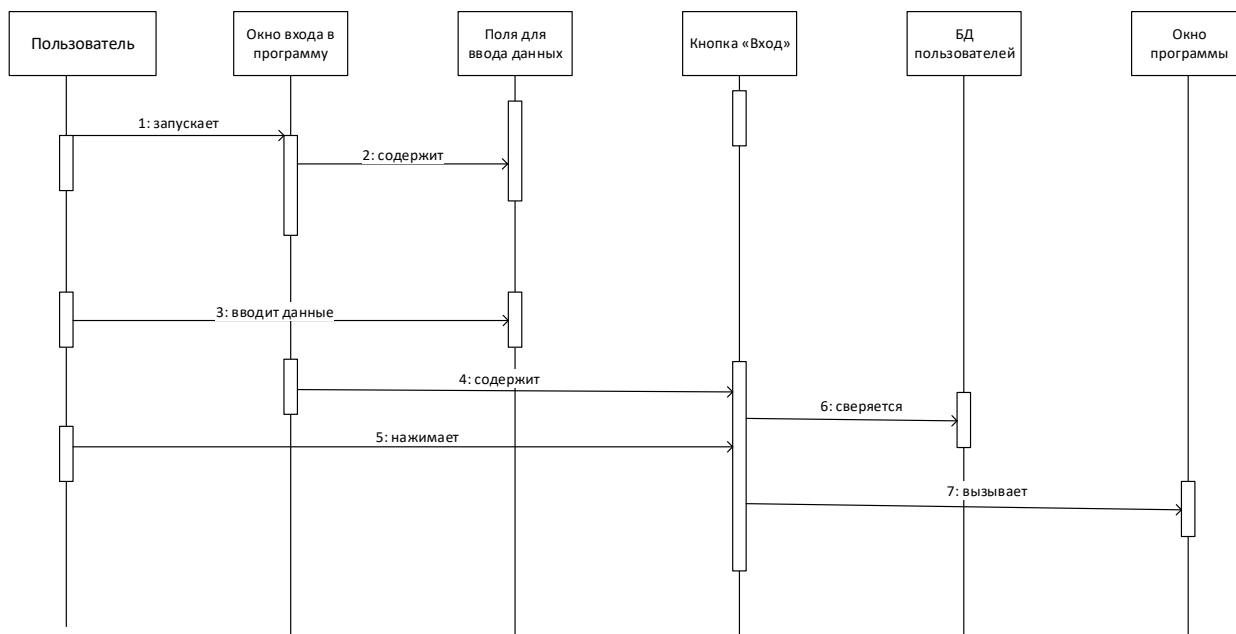 Пользователь
Окно входа в
программу
Поля для
ввода данных
Кнопка «Вход»
БД
пользователей
Окно
программы
1: запускает
2: содержит
3: вводит данные
4: содержит
6: сверяется
5: нажимает
7: вызывает